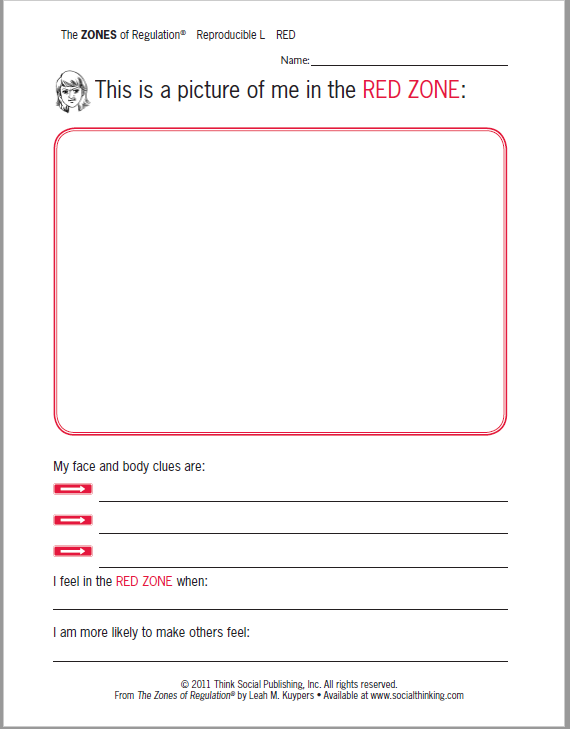 The ZONES of Regulation® Reproducible L RED
Name:
This is a picture of me in the RED ZONE:
My face and body clues are:
I feel in the RED ZONE when:
I am more likely to make others feel:
© 2011 Think Social Publishing, Inc. All rights reserved.
From The Zones of Regulation® by Leah M. Kuypers • Available at www.socialthinking.com